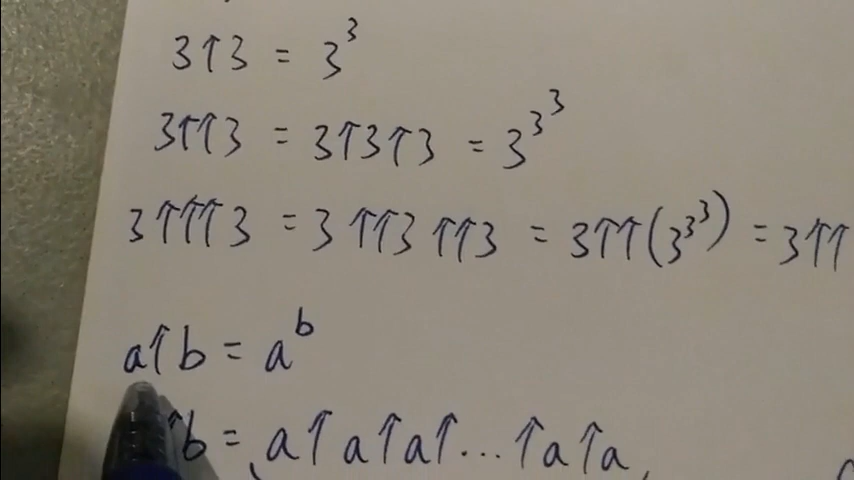 3↑3 = 3^3
3↑↑3 = 3↑3↑3 = 3^3^3
3↑↑↑3 = 3↑↑3↑↑3 = 3↑↑(3^3^3) = 3↑↑
a↑b = a^b
↑b = a↑a↑a↑...↑a↑a